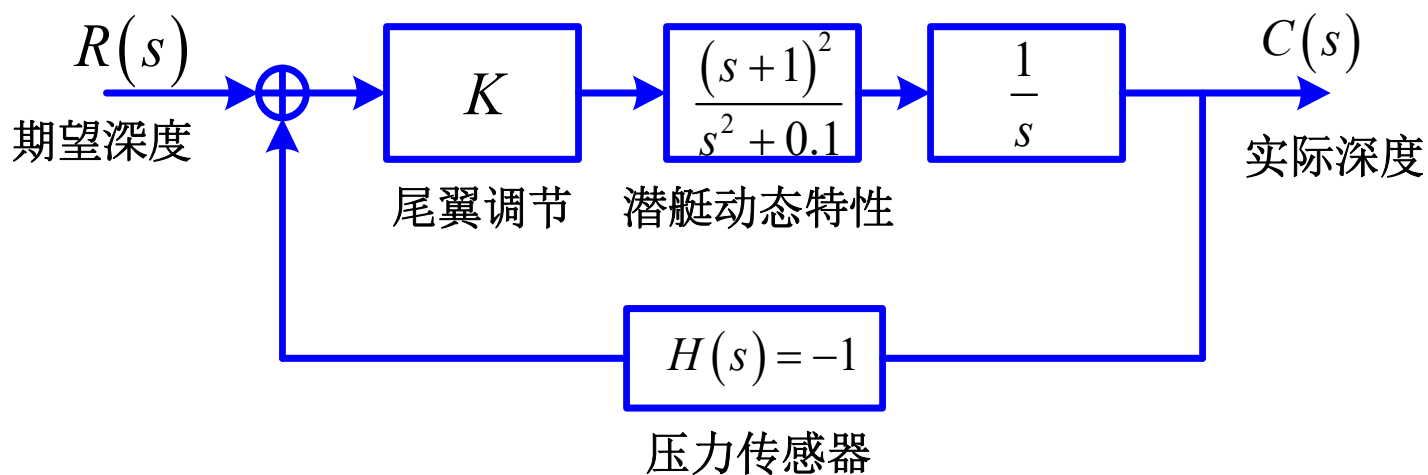 R(s)
期望深度
K
尾翼调节
(s+1)^2
s^2+0.1
潜艇动态特性
1
s
C(s)
实际深度
H(s)=-1
压力传感器